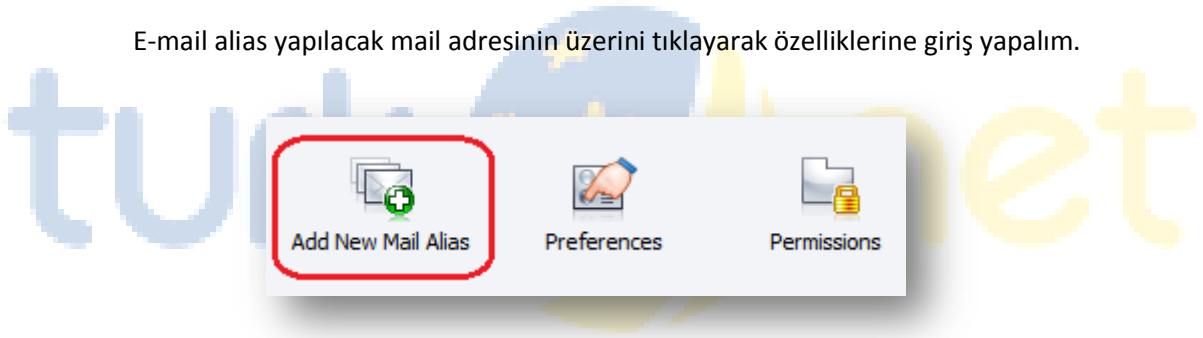 E-mail alias yapılacak mail adresinin üzerini tıklayarak özelliklerine giriş yapalım.
Add New Mail Alias
Preferences
Permissions